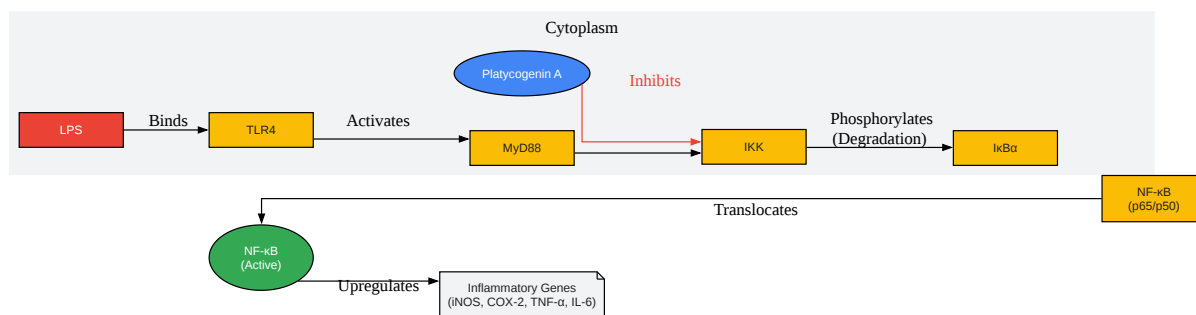 Cytoplasm
Platycogenin A
Inhibits
LPS
Binds
TLR4
Activates
MyD88
IKK
Phosphorylates
(Degradation)
IκBα
NF-κB
(p65/p50)
Translocates
NF-κB
(Active)
Upregulates
Inflammatory Genes
(iNOS, COX-2, TNF-α, IL-6)